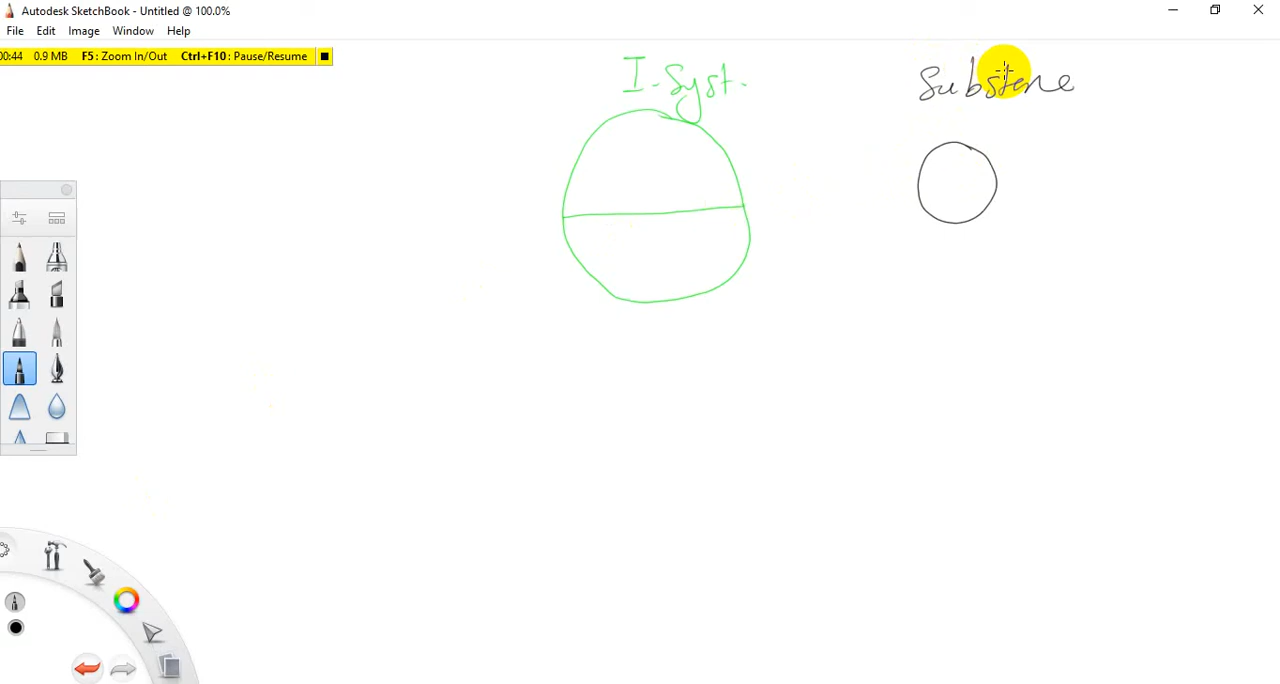 Autodesk SketchBook - Untitled @ 100.0%
File Edit Image Window Help
00:44 0.9 MB F5: Zoom In/Out Ctrl+F10: Pause/Resume
I-Syst.
Substene